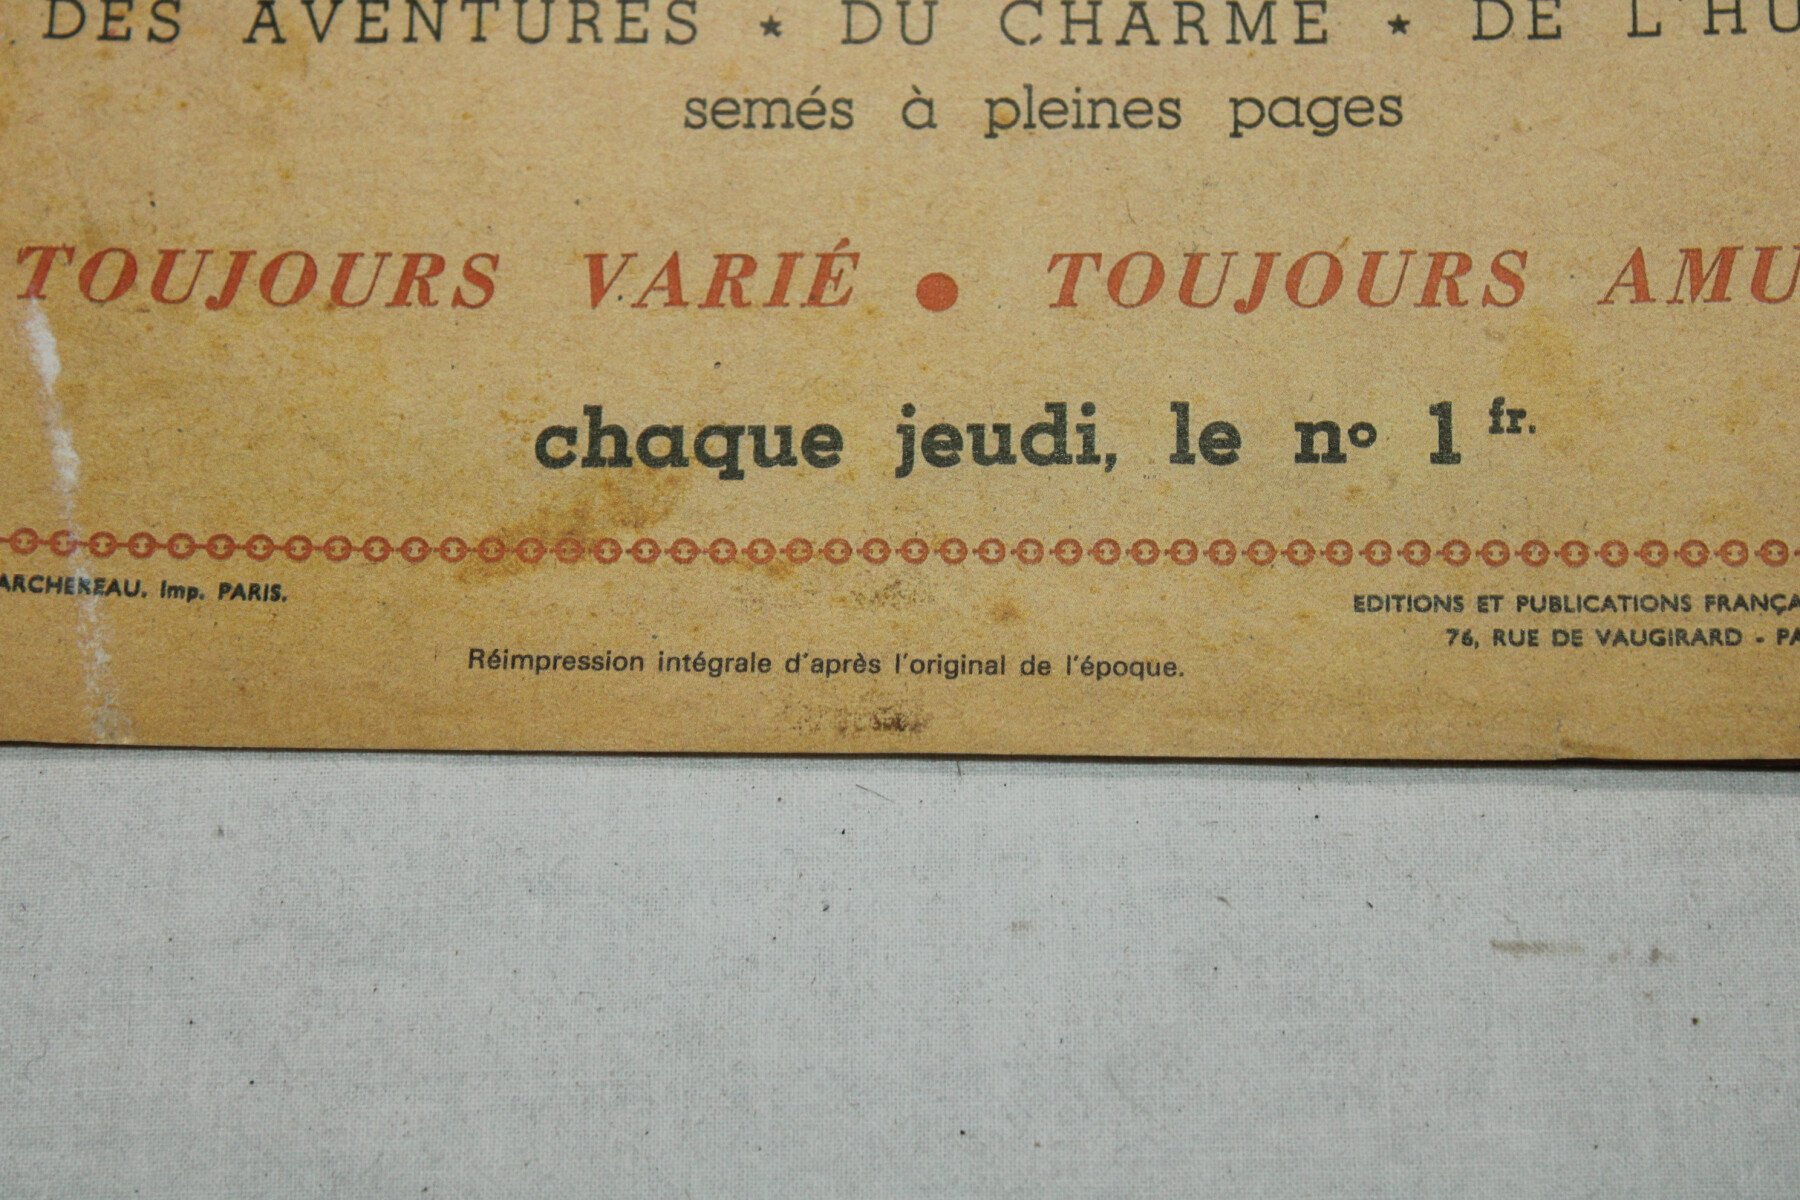 DES AVENTURES * DU CHARME * DE L'HU
semés à pleines pages
TOUJOURS VARIÉ ● TOUJOURS AMU
chaque jeudi, le nº 1 fr.
ARCHEREAU. Imp. PARIS.
EDITIONS ET PUBLICATIONS FRANÇA
76, RUE DE VAUGIRARD - PA
Réimpression intégrale d'après l'original de l'époque.